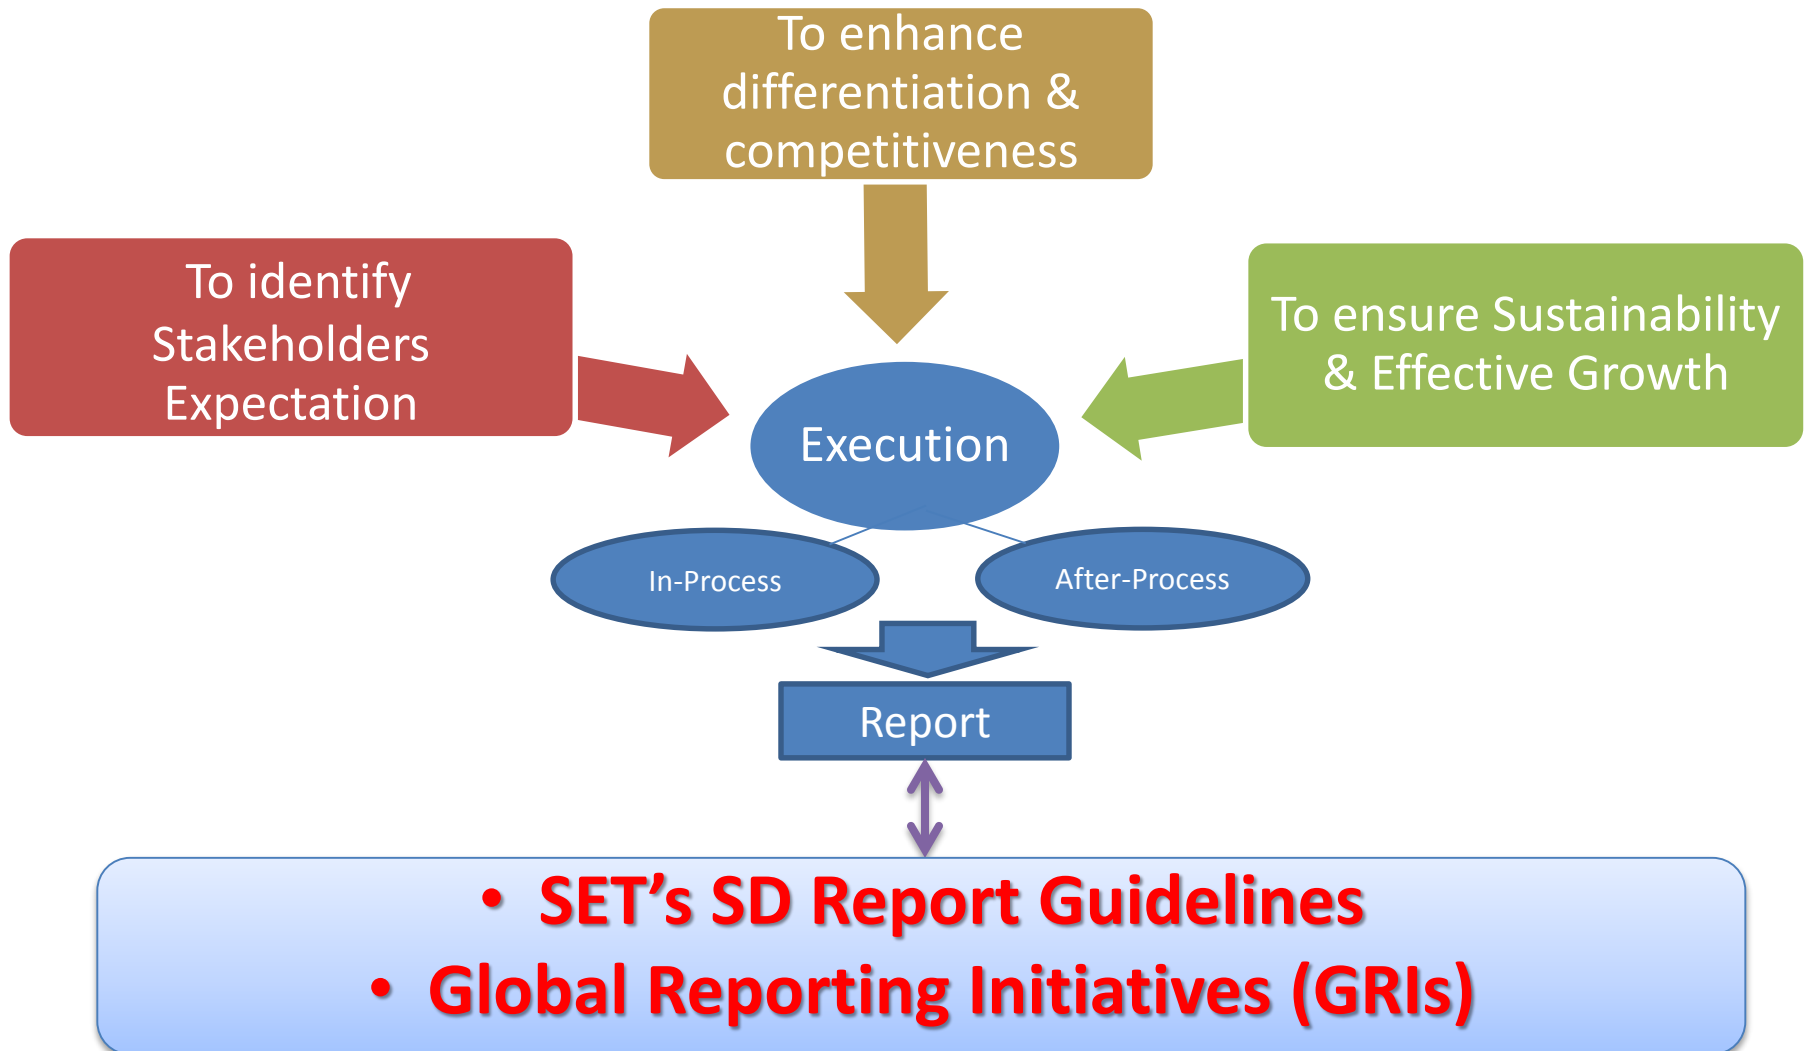 To enhance
differentiation &
competitiveness
To identify
Stakeholders
Expectation
To ensure Sustainability
& Effective Growth
Execution
In-Process
After-Process
Report
• SET’s SD Report Guidelines
• Global Reporting Initiatives (GRIs)